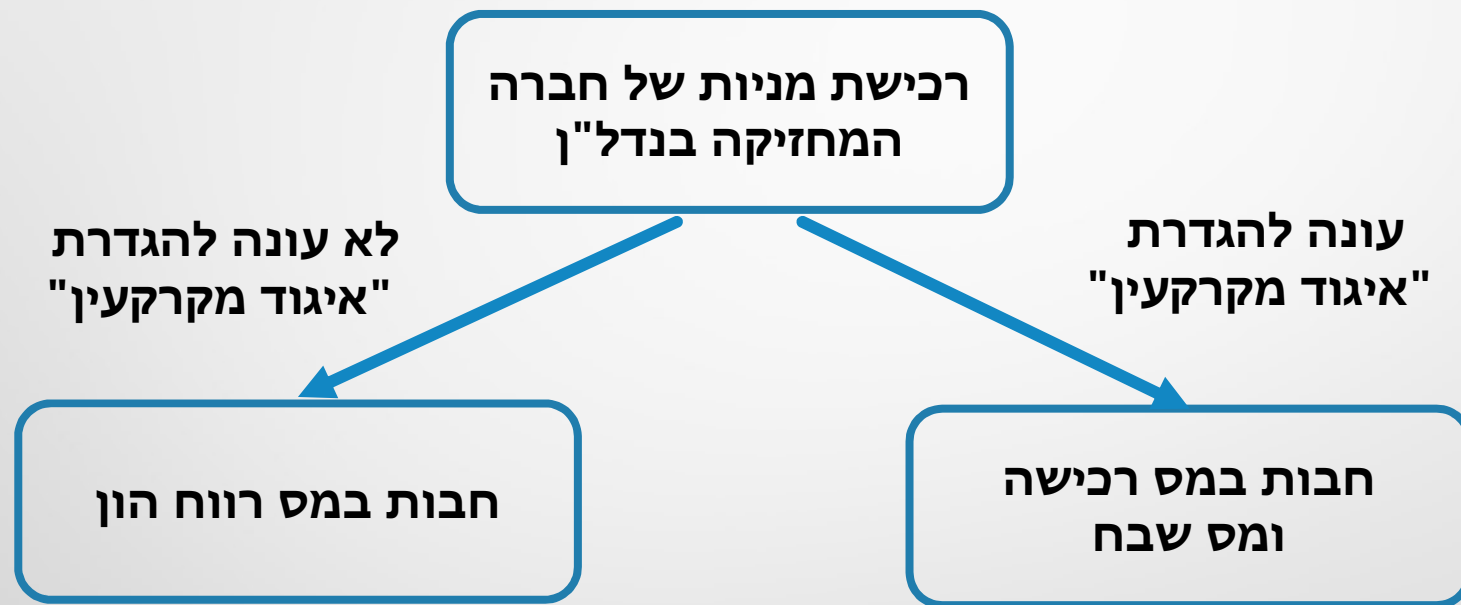 רכישת מניות של חברה
המחזיקה בנדל"ן
עונה להגדרת
"איגוד מקרקעין"
לא עונה להגדרת
"איגוד מקרקעין"
חבות במס רכישה
ומס שבח
חבות במס רווח הון